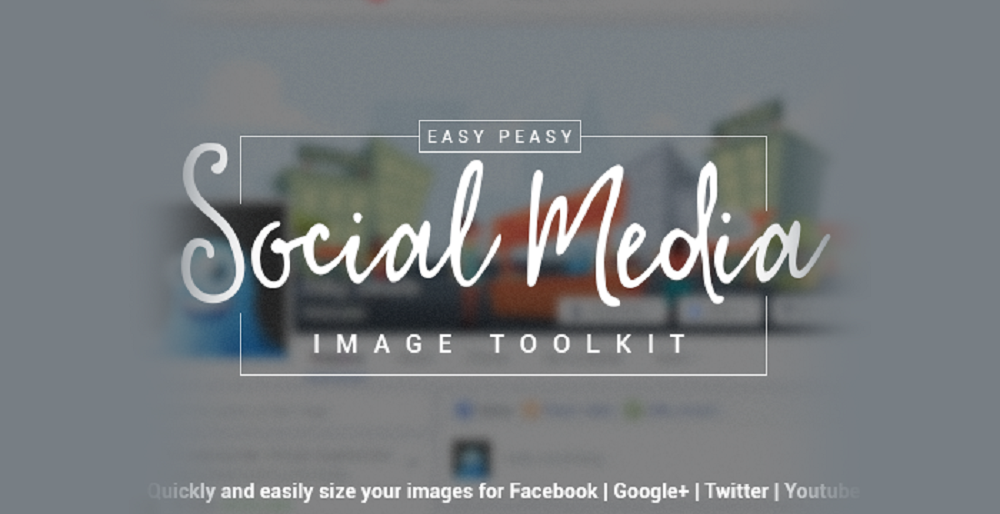 EASY PEASY
Social Media
IMAGE TOOLKIT
Quickly and easily size your images for Facebook | Google+ | Twitter | Youtube